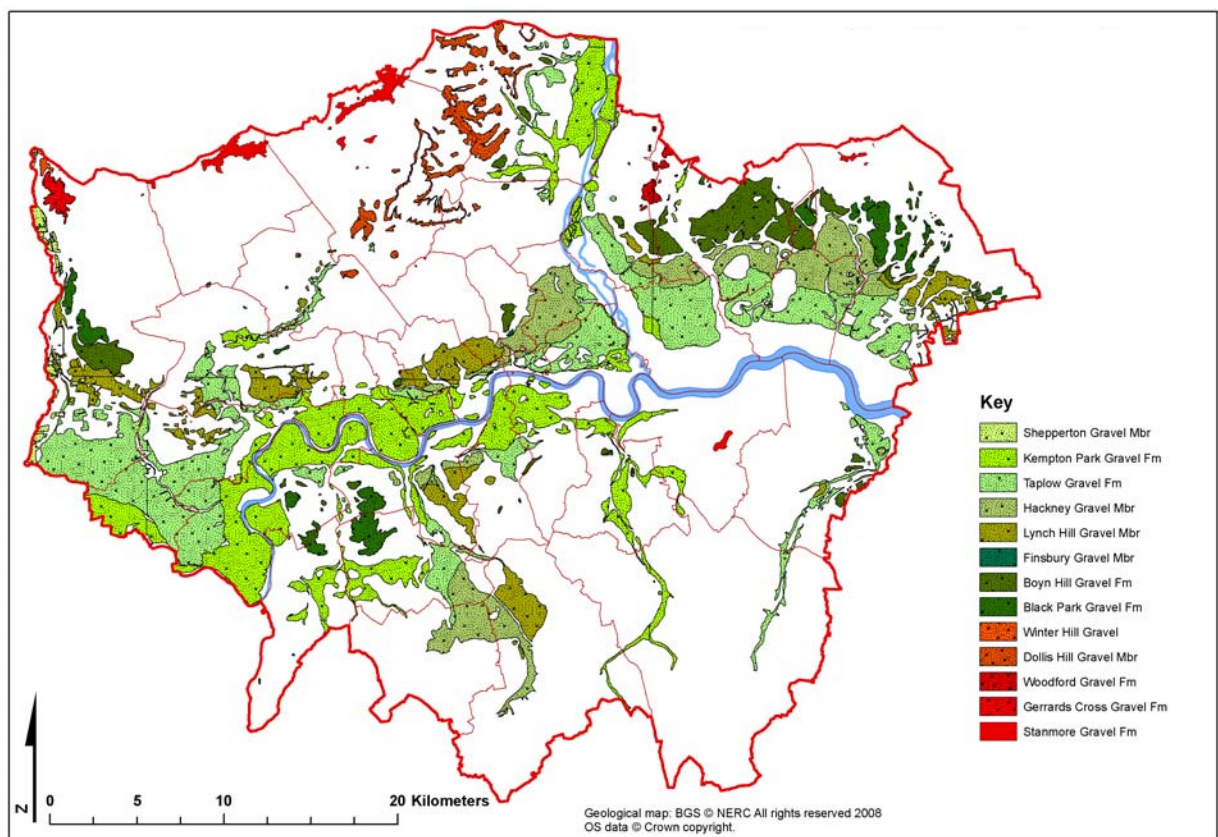 Key
Shepperton Gravel Mbr
Kempton Park Gravel Fm
Taplow Gravel Fm
Hackney Gravel Mbr
Lynch Hill Gravel Mbr
Finsbury Gravel Mbr
Boyn Hill Gravel Fm
Black Park Gravel Fm
Winter Hill Gravel
Dollis Hill Gravel Mbr
Woodford Gravel Fm
Gerrards Cross Gravel Fm
Stanmore Gravel Fm
N
0 5 10 20 Kilometers
Geological map: BGS © NERC All rights reserved 2008
OS data © Crown copyright.